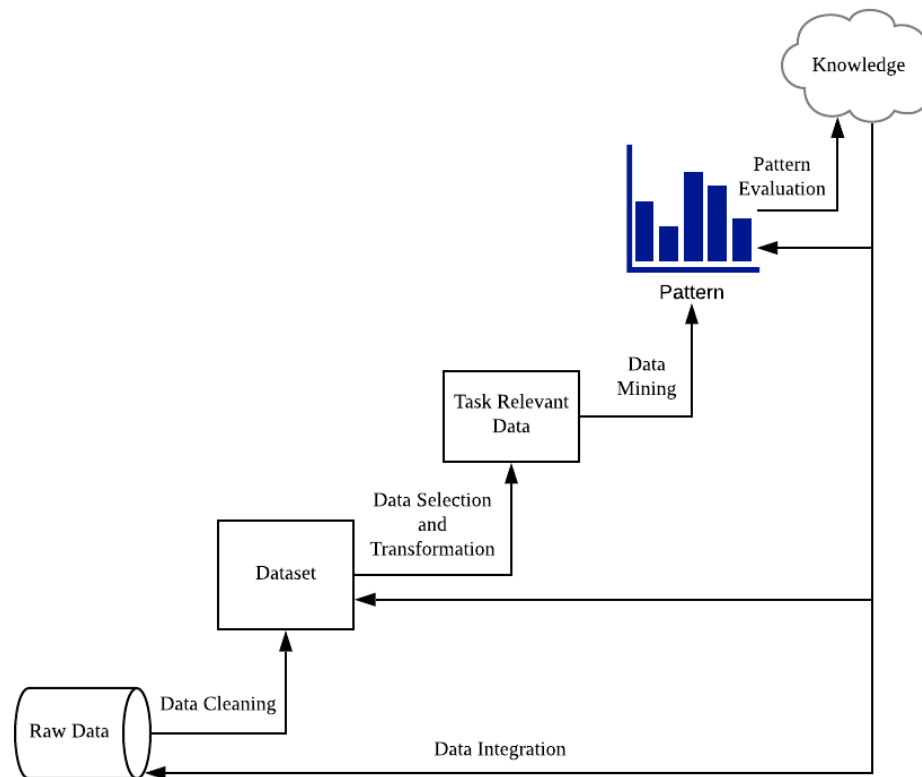 Knowledge
Pattern
Evaluation
Pattern
Data
Mining
Task Relevant
Data
Data Selection
and
Transformation
Dataset
Data Cleaning
Raw Data
Data Integration